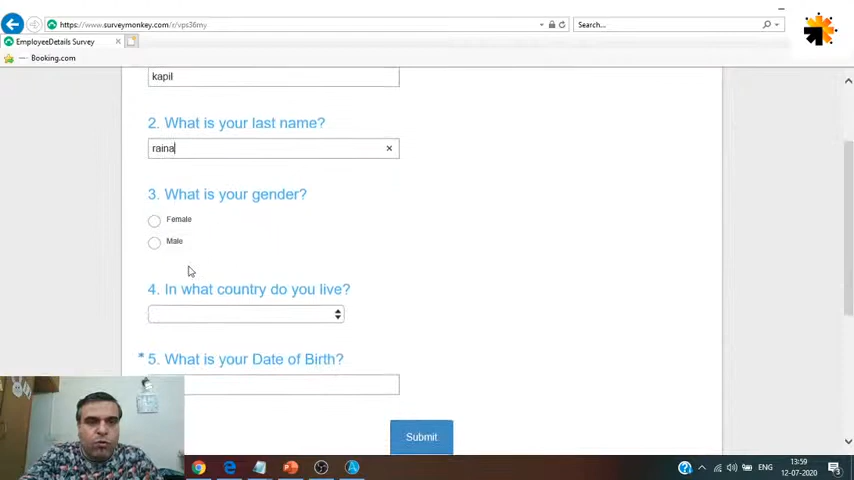 https://www.surveymonkey.com/r/vps36my
Search...
EmployeeDetails Survey
Booking.com
kapil
2. What is your last name?
raina
3. What is your gender?
Female
Male
4. In what country do you live?
* 5. What is your Date of Birth?
Submit
ENG
13:59
12-07-2020